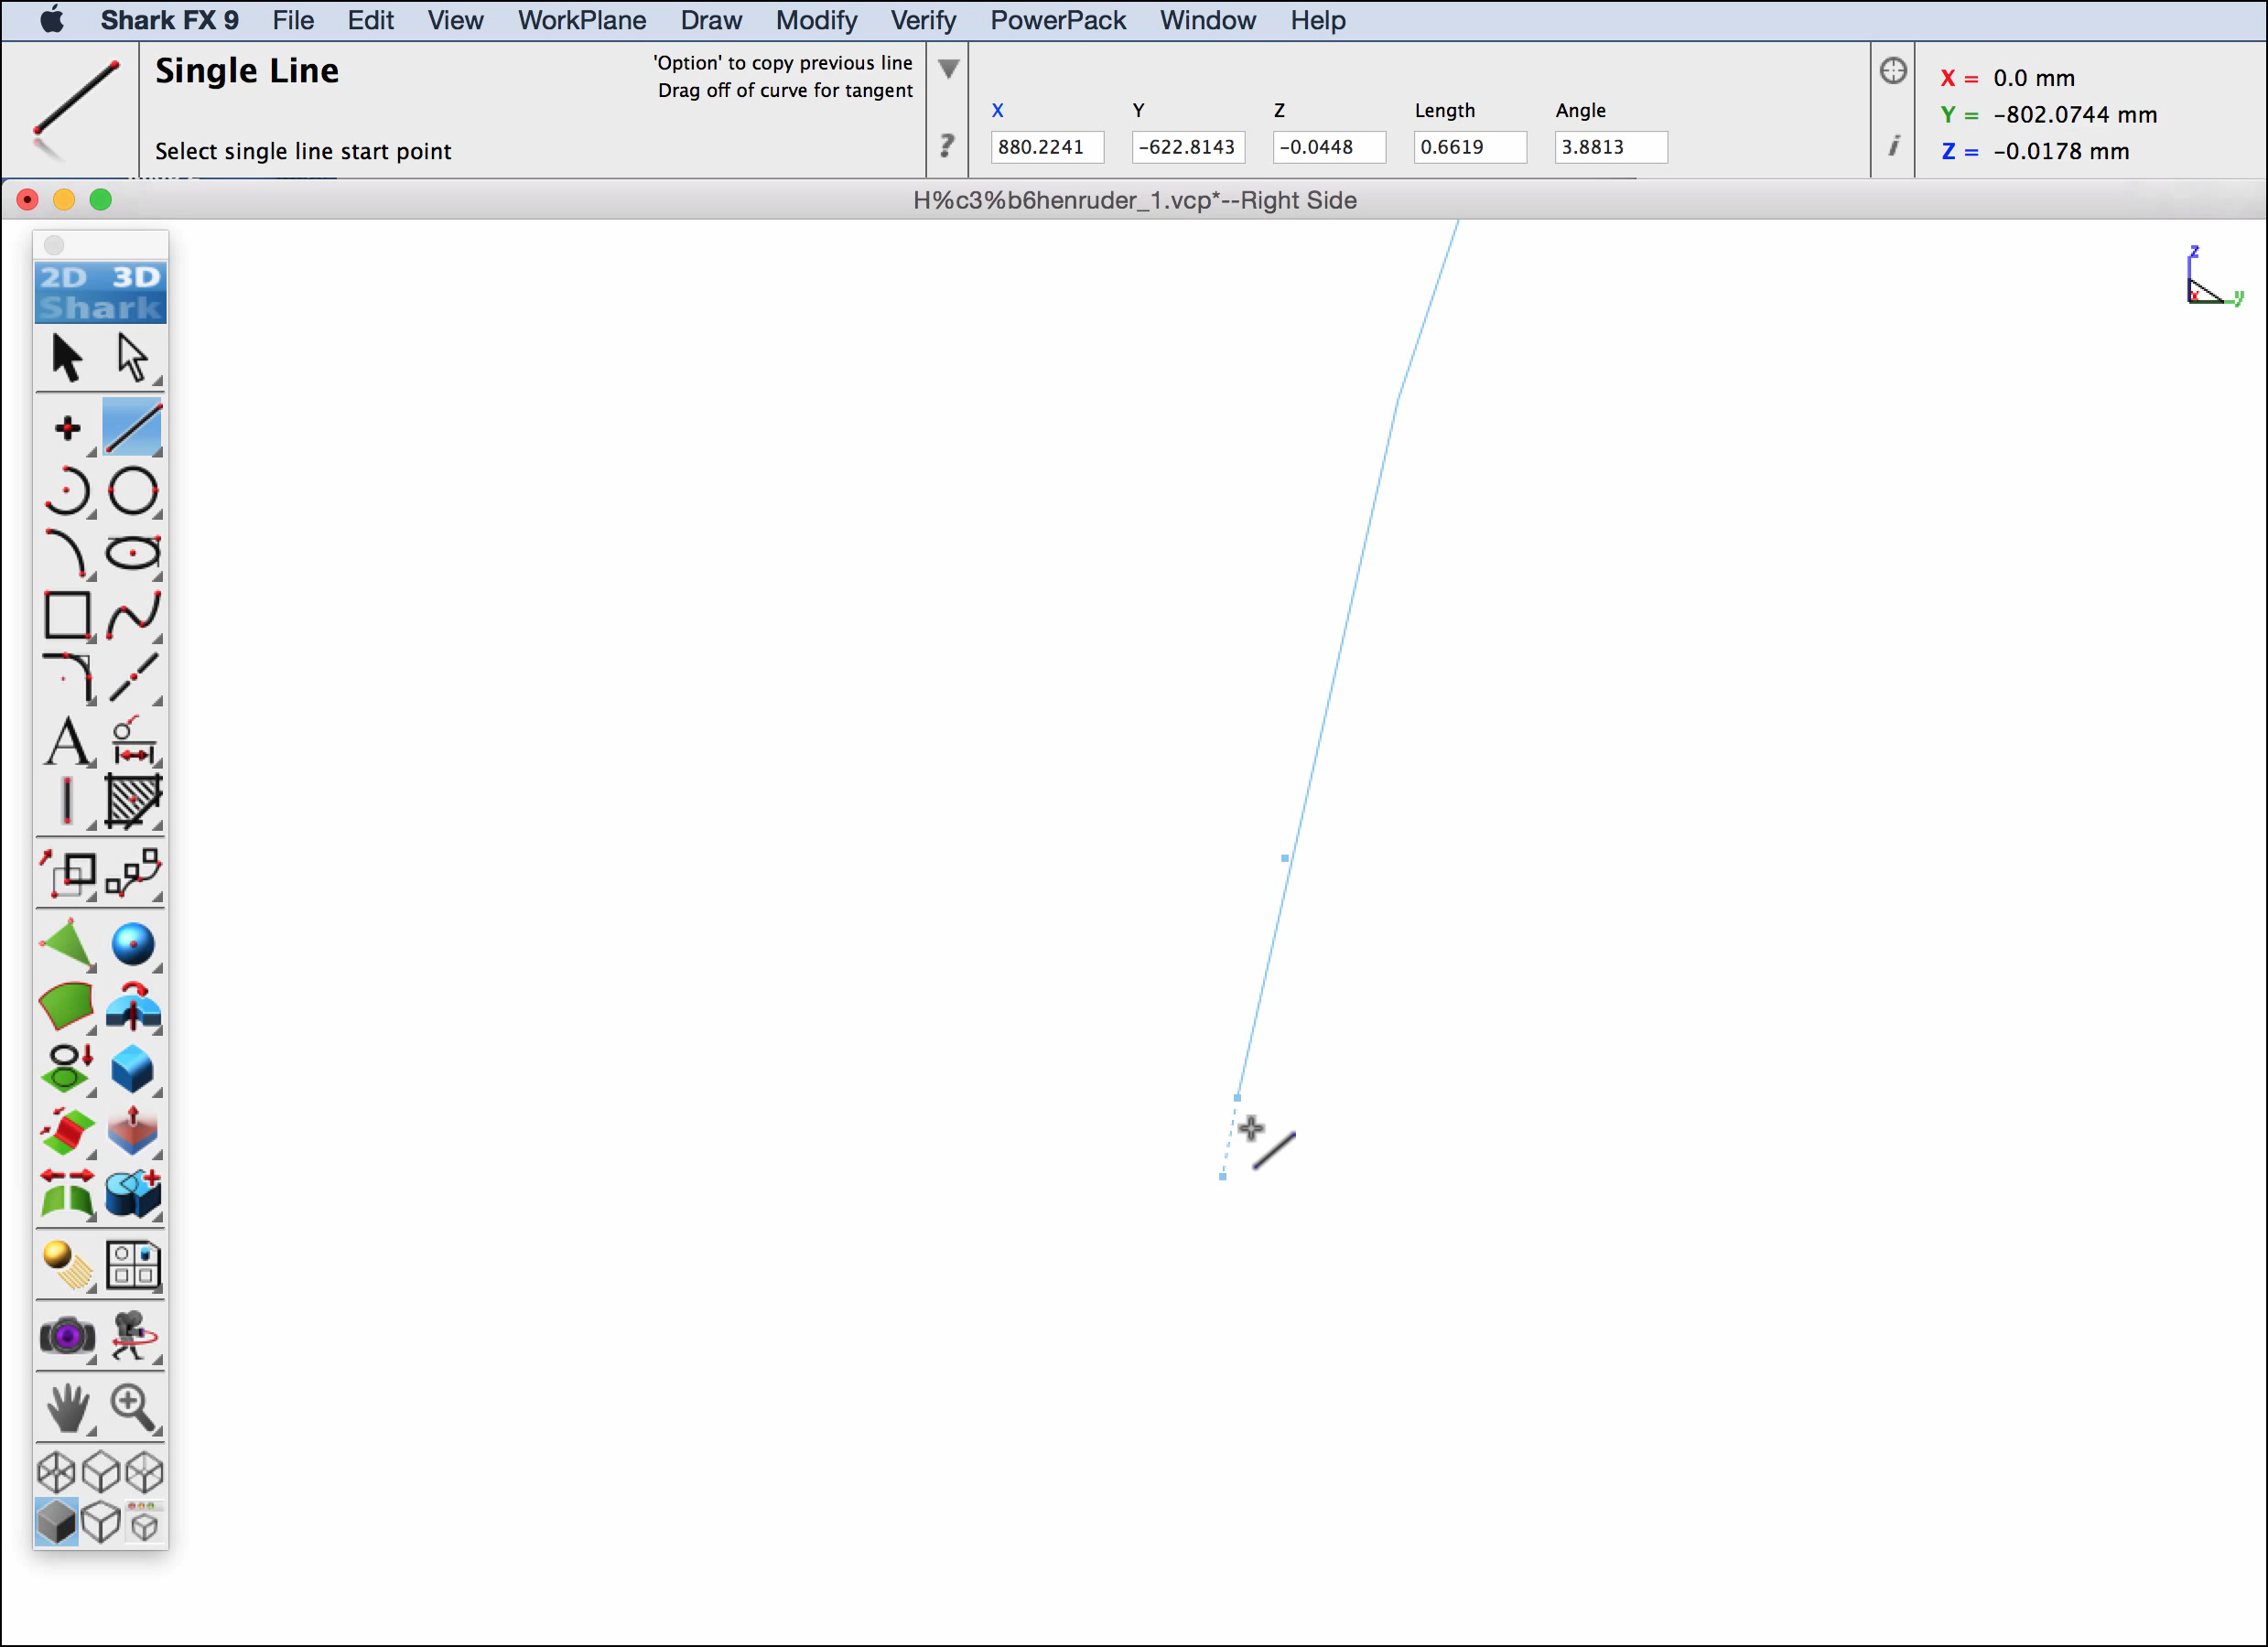 Shark FX 9 File Edit View WorkPlane Draw Modify Verify PowerPack Window Help
Single Line
'Option' to copy previous line
Drag off of curve for tangent
Select single line start point
?
X Y Z Length Angle
880.2241 -622.8143 -0.0448 0.6619 3.8813
i
X = 0.0 mm
Y = -802.0744 mm
Z = -0.0178 mm
H%c3%b6henruder_1.vcp*--Right Side
2D 3D
Shark
A
z
x
y